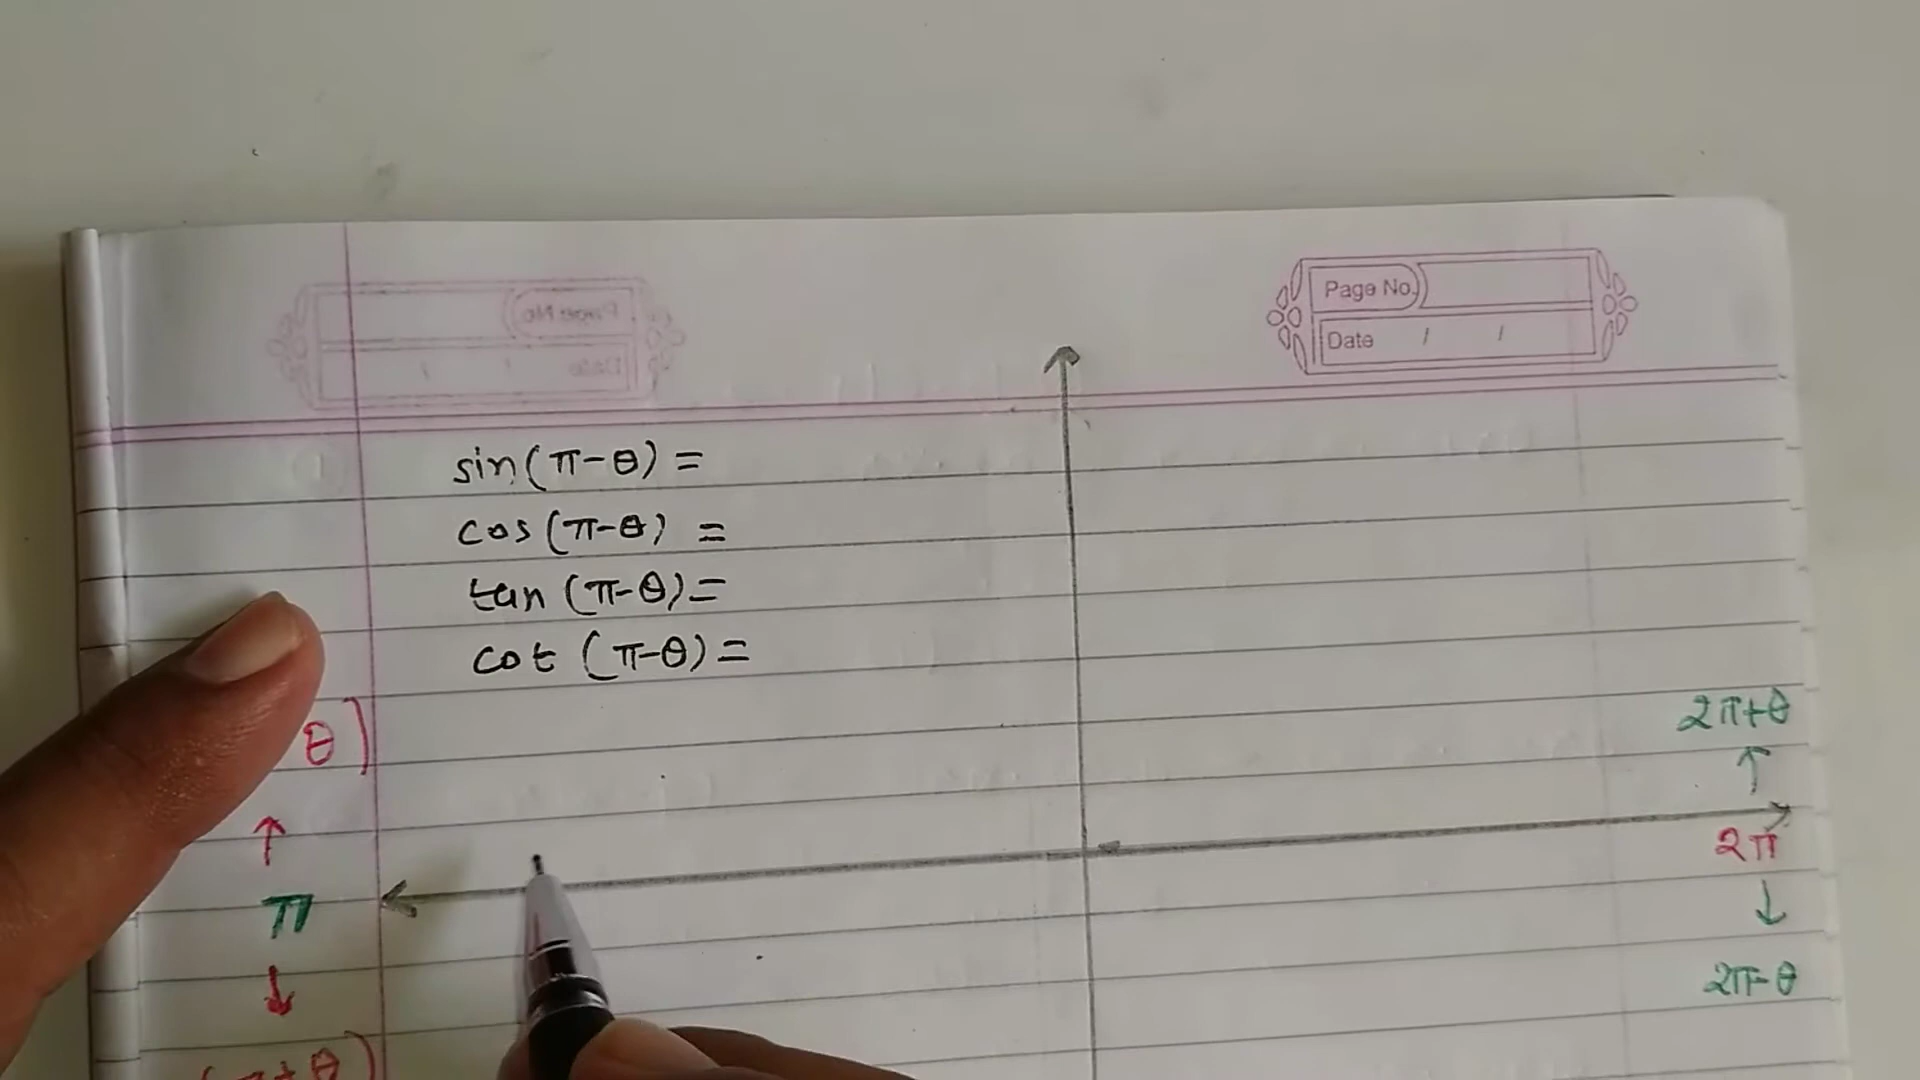 Page No.
Date / /
sin(π-θ) =
cos(π-θ) =
tan(π-θ)=
cot(π-θ)=
θ)
↑
π
↓
2π+θ
↑
2π
↓
2π-θ